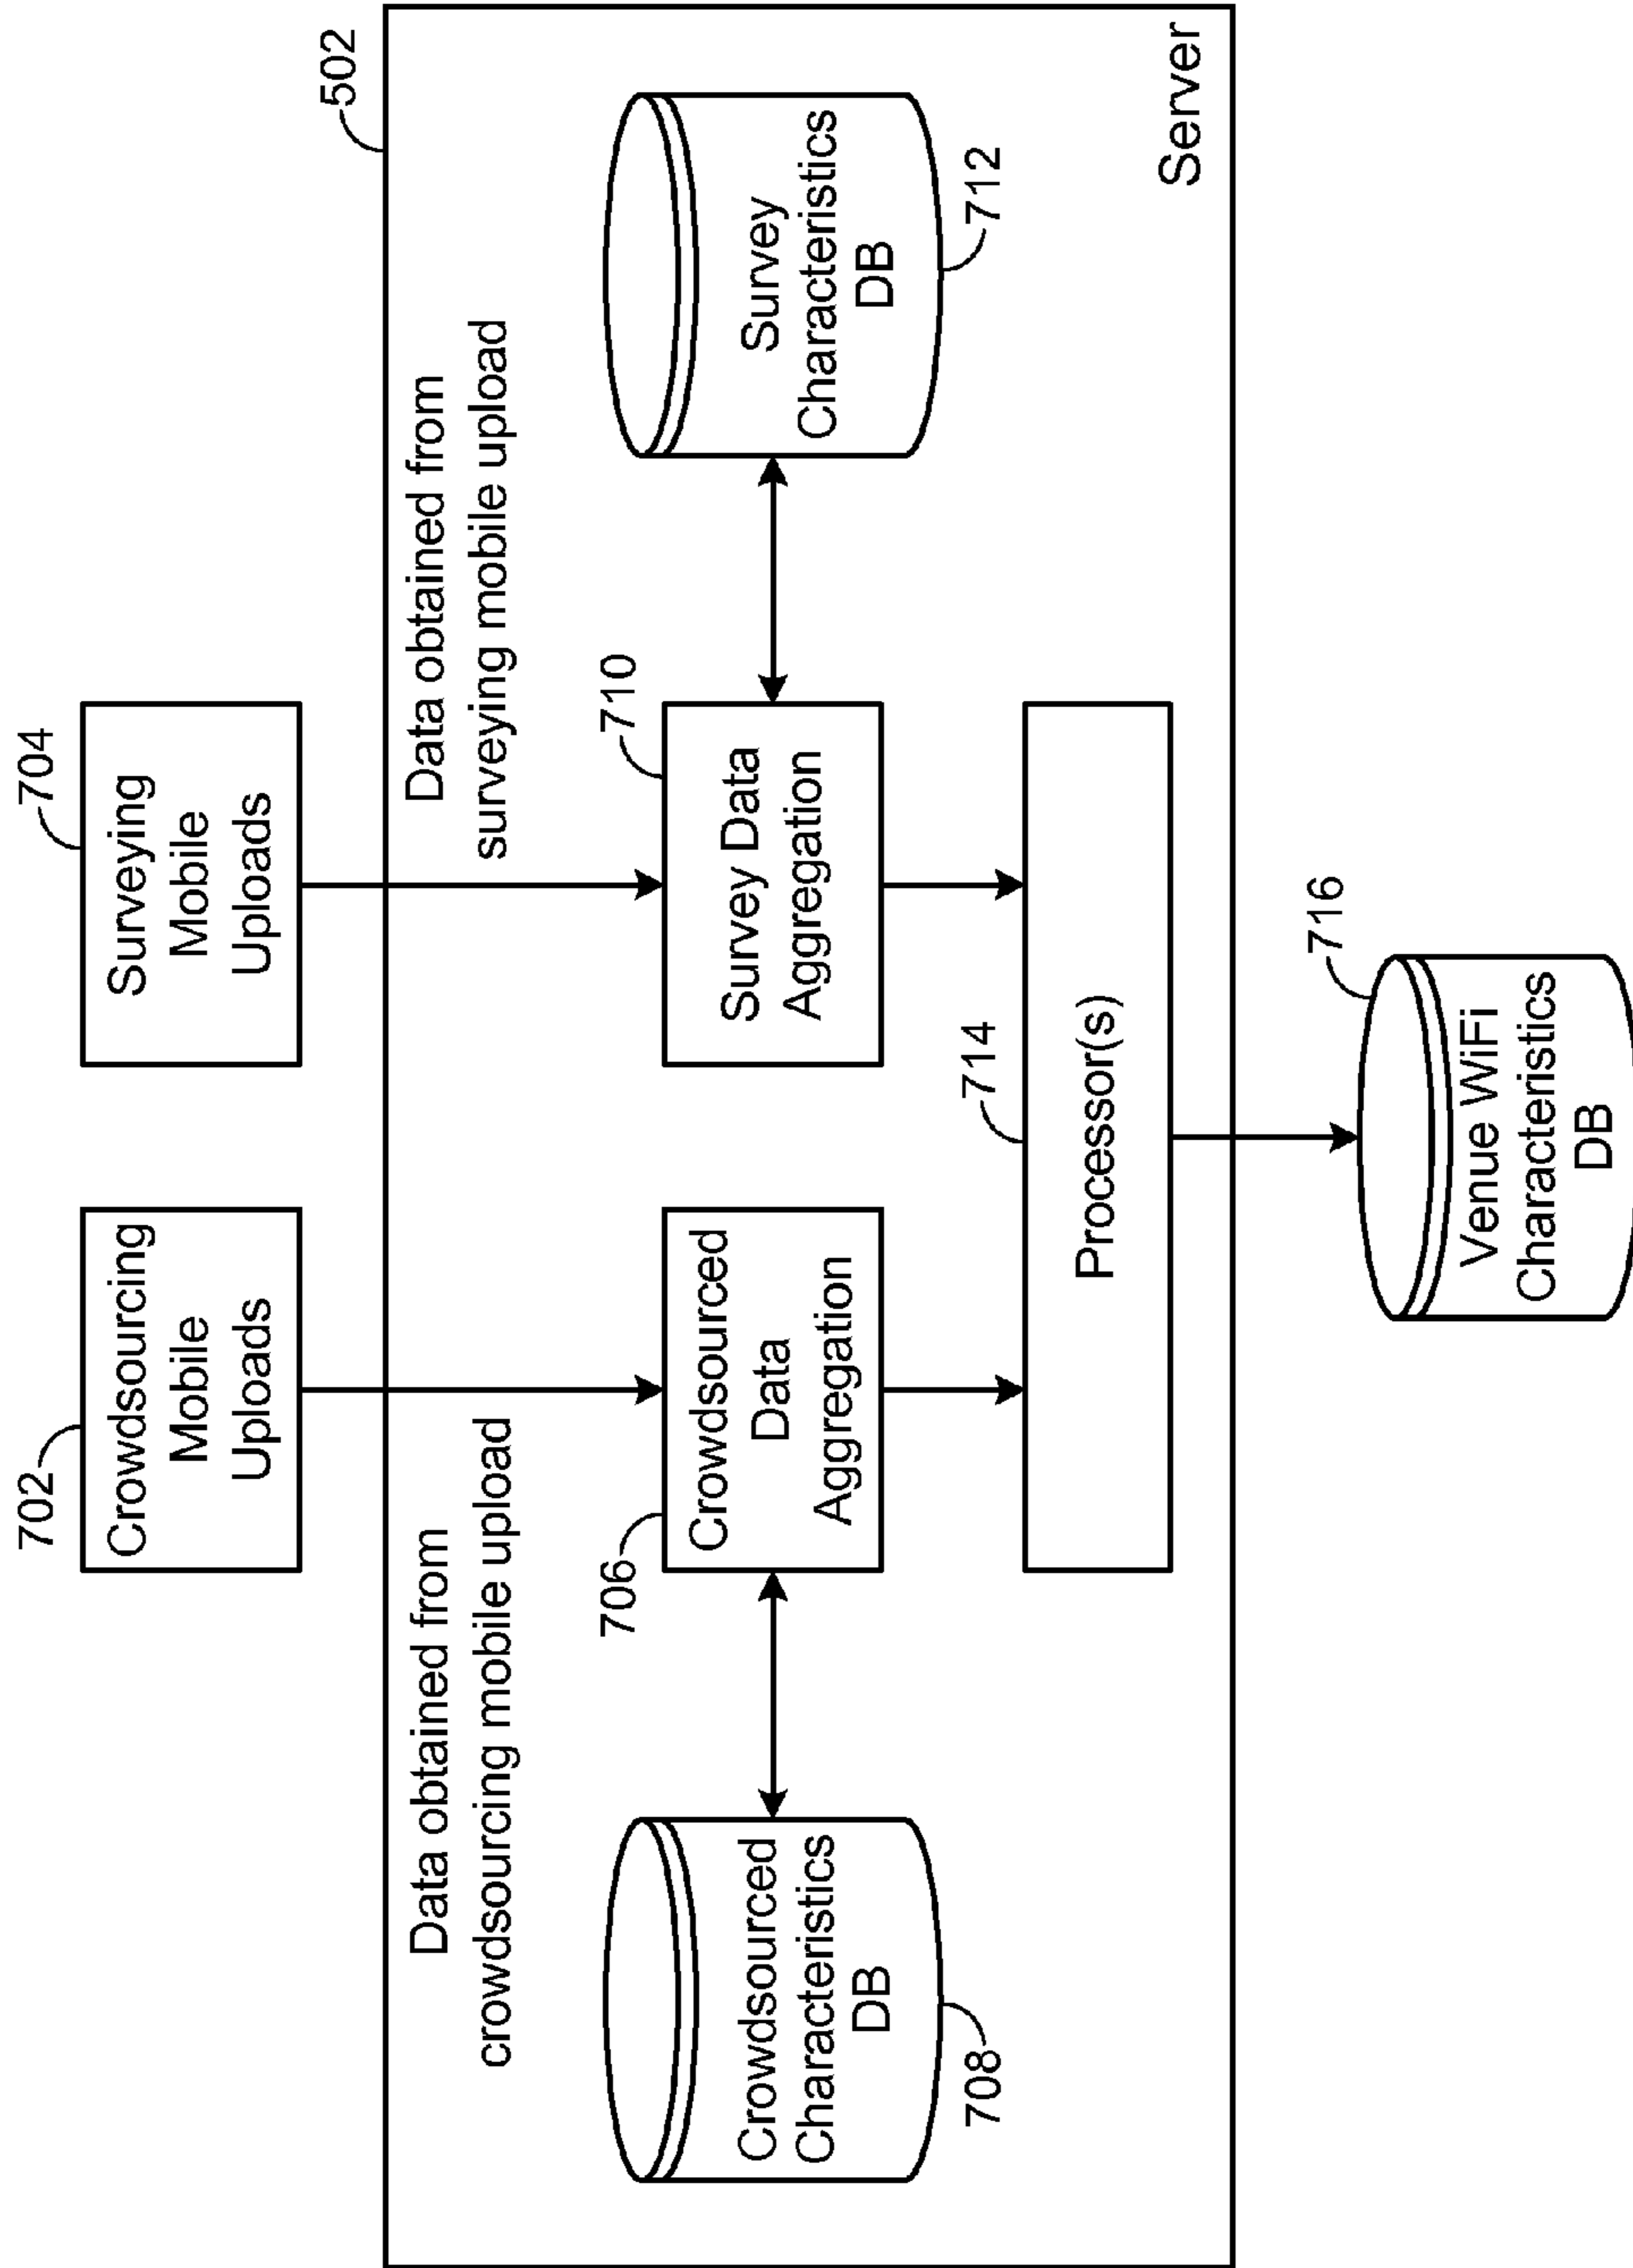 702
Crowdsourcing
Mobile
Uploads
704
Surveying
Mobile
Uploads
502
Data obtained from
crowdsourcing mobile upload
Data obtained from
surveying mobile upload
706
Crowdsourced
Data
Aggregation
710
Survey Data
Aggregation
Crowdsourced
Characteristics
DB
708
Survey
Characteristics
DB
712
714
Processor(s)
Server
716
Venue WiFi
Characteristics
DB